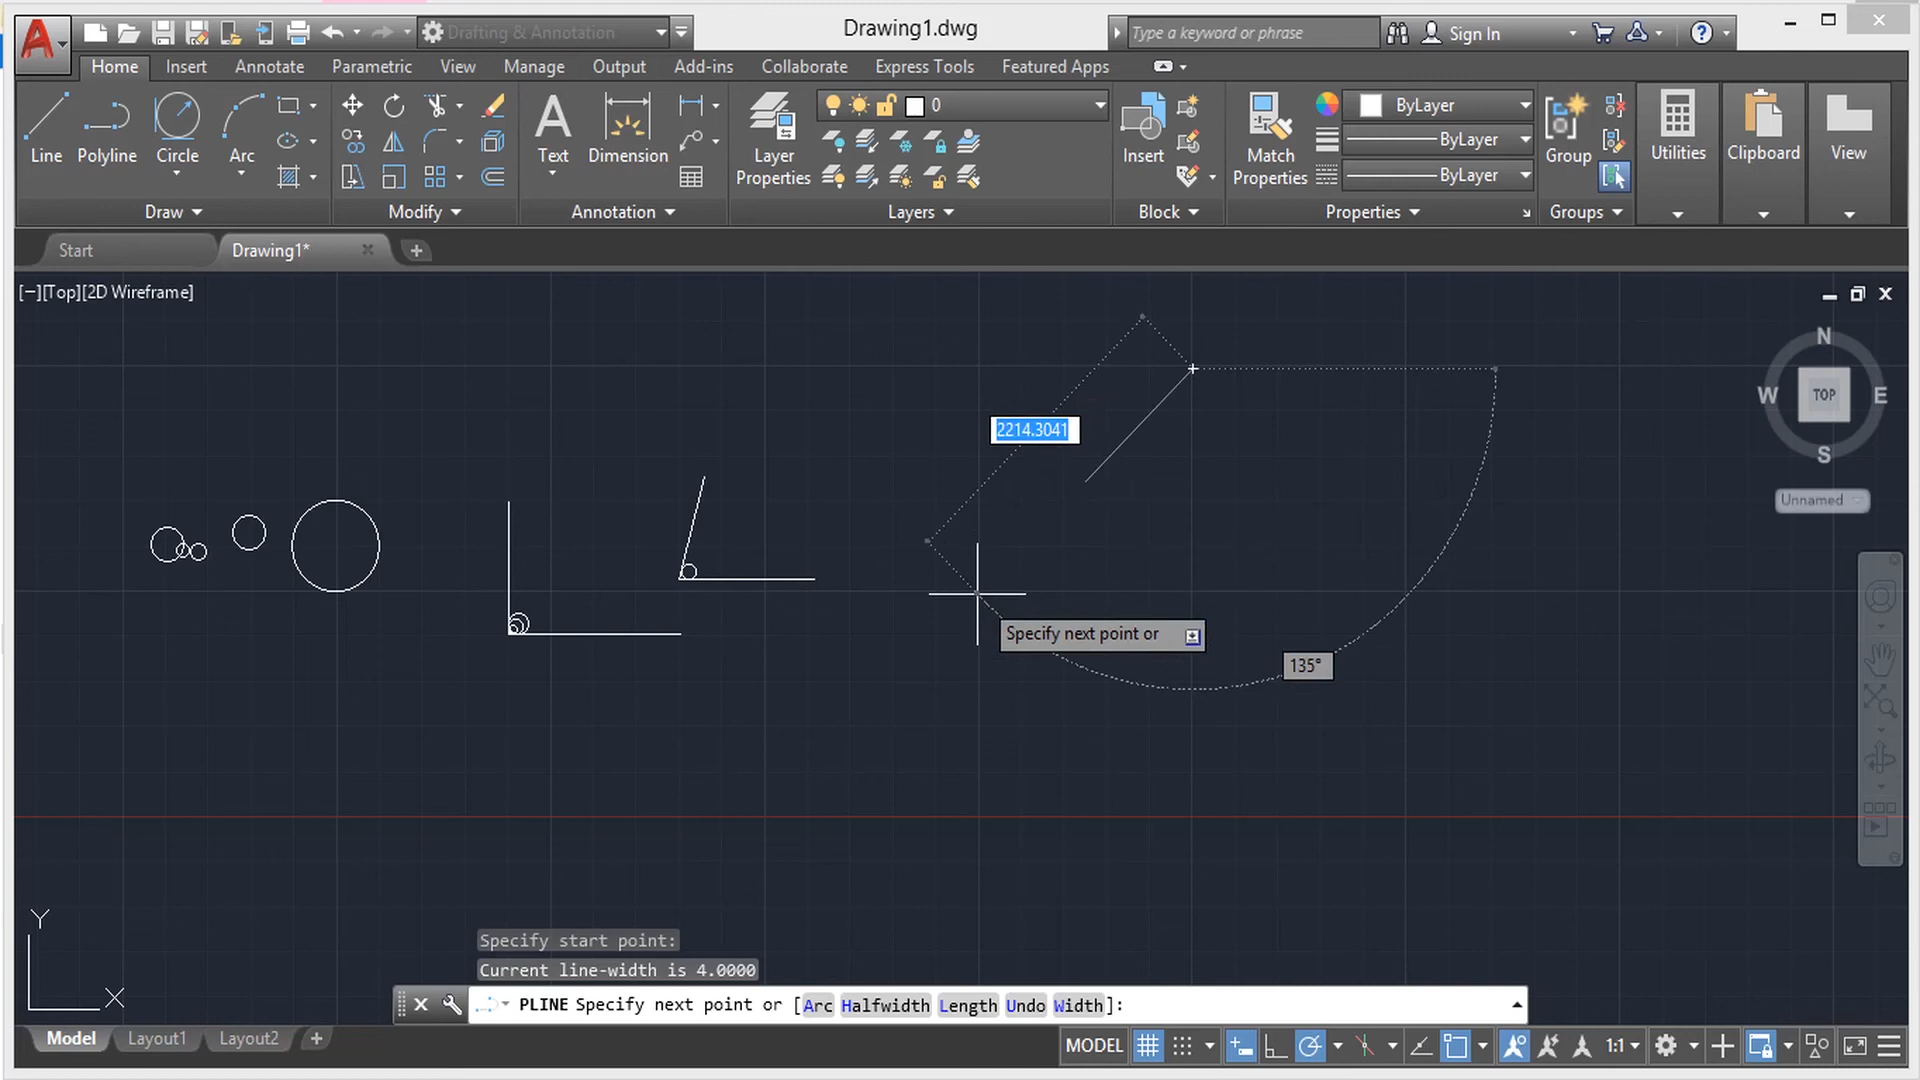 Drafting & Annotation
Drawing1.dwg
Type a keyword or phrase
Sign In
Home Insert Annotate Parametric View Manage Output Add-ins Collaborate Express Tools Featured Apps
0
ByLayer
ByLayer
ByLayer
Line Polyline Circle Arc
Text Dimension
Layer Properties
Insert
Match Properties
Group
Utilities
Clipboard
View
Draw Modify Annotation Layers Block Properties Groups
Start Drawing1*
[−][Top][2D Wireframe]
N
W TOP E
S
Unnamed
2214.3041
Specify next point or
135°
Y
X
Specify start point:
Current line-width is 4.0000
PLINE Specify next point or [Arc Halfwidth Length Undo Width]:
Model Layout1 Layout2
MODEL 1:1